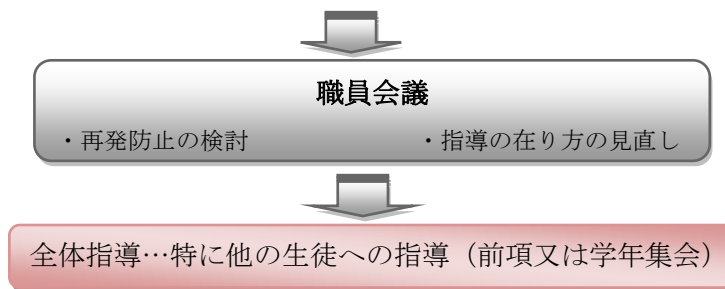 職員会議
・再発防止の検討 ・指導の在り方の見直し
全体指導…特に他の生徒への指導（前項又は学年集会）